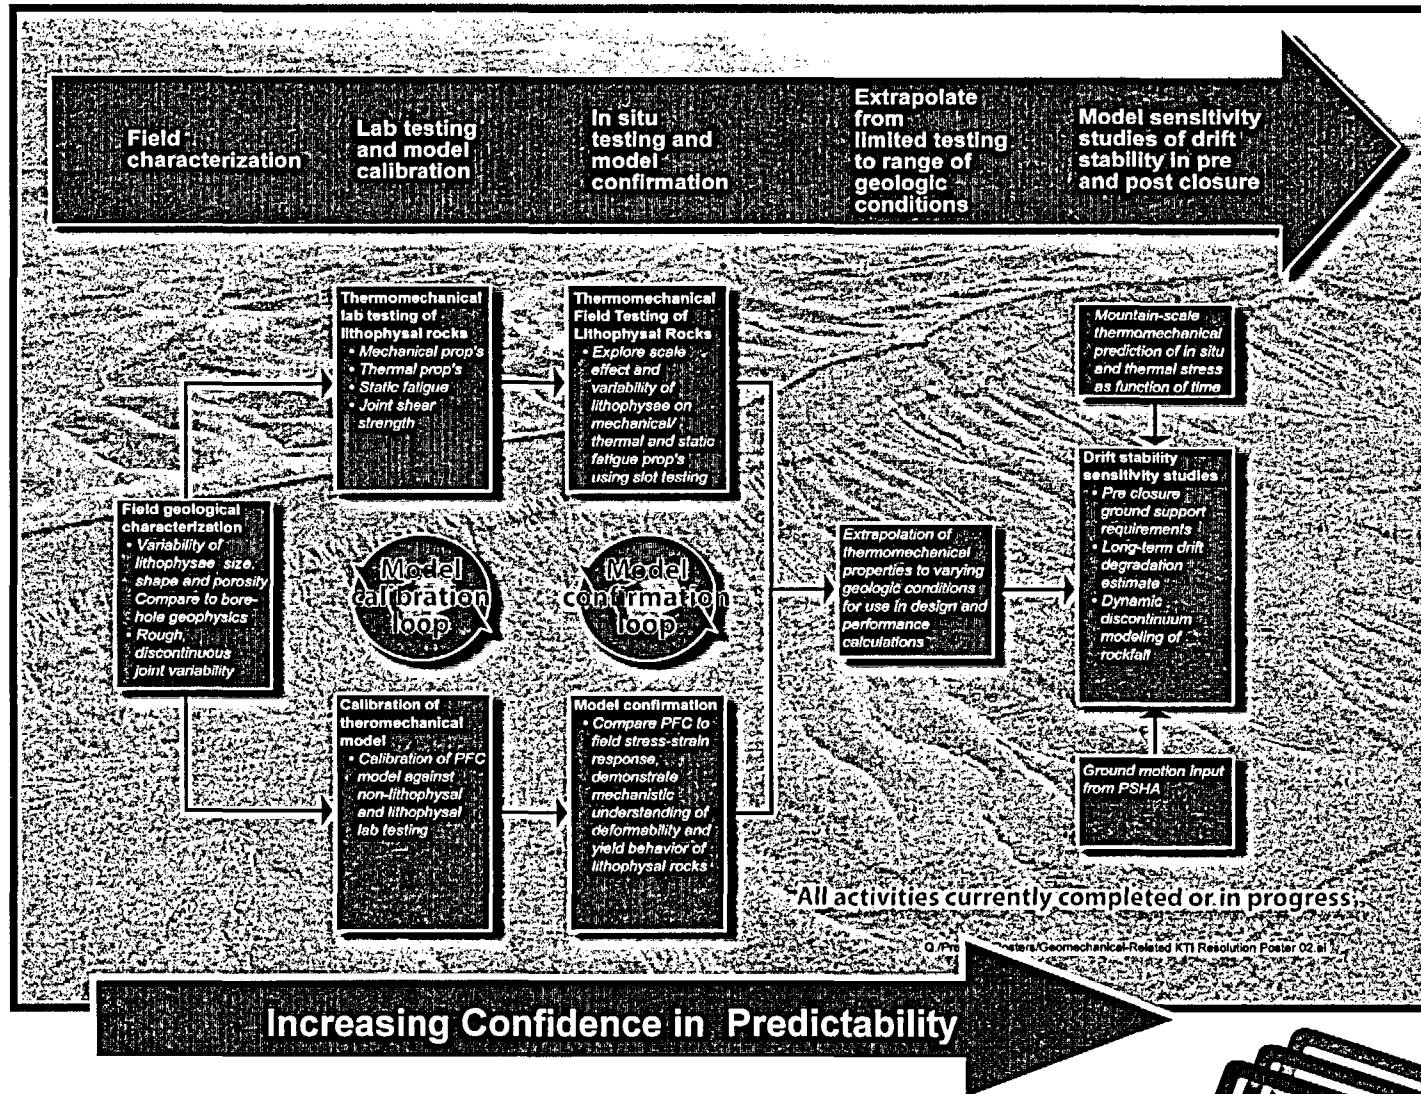 Field
characterization
Lab testing
and model
calibration
In situ
testing and
model
confirmation
Extrapolate
from
limited testing
to range of
geologic
conditions
Model sensitivity
studies of drift
stability in pre
and post closure
Thermomechanical
lab testing of
lithophysal rocks
• Mechanical prop's
• Thermal prop's
• Static fatigue
• Joint shear
strength
Thermomechanical
Field Testing of
Lithophysal Rocks
• Explore scale
effect and
variability of
lithophysae on
mechanical/
thermal and static
fatigue prop's
using slot testing
Mountain-scale
thermomechanical
prediction of in situ
and thermal stress
as function of time
Field geological
characterization
• Variability of
lithophysae size,
shape and porosity
Compare to bore-
hole geophysics
• Rough,
discontinuous
joint variability
Model
calibration
loop
Model
confirmation
loop
Extrapolation of
thermomechanical
properties to varying
geologic conditions
for use in design and
performance
calculations
Drift stability
sensitivity studies
• Pre closure
ground support
requirements
• Long-term drift
degradation
estimate
• Dynamic
discontinuum
modeling of
rockfall
Calibration of
theromechanical
model
• Calibration of PFC
model against
non-lithophysal
and lithophysal
lab testing
Model confirmation
• Compare PFC to
field stress-strain
response,
demonstrate
mechanistic
understanding of
deformability and
yield behavior of
lithophysal rocks
Ground motion input
from PSHA
All activities currently completed or in progress
Geomechanical-Related KTI Resolution Poster 02.ai
Increasing Confidence in Predictability